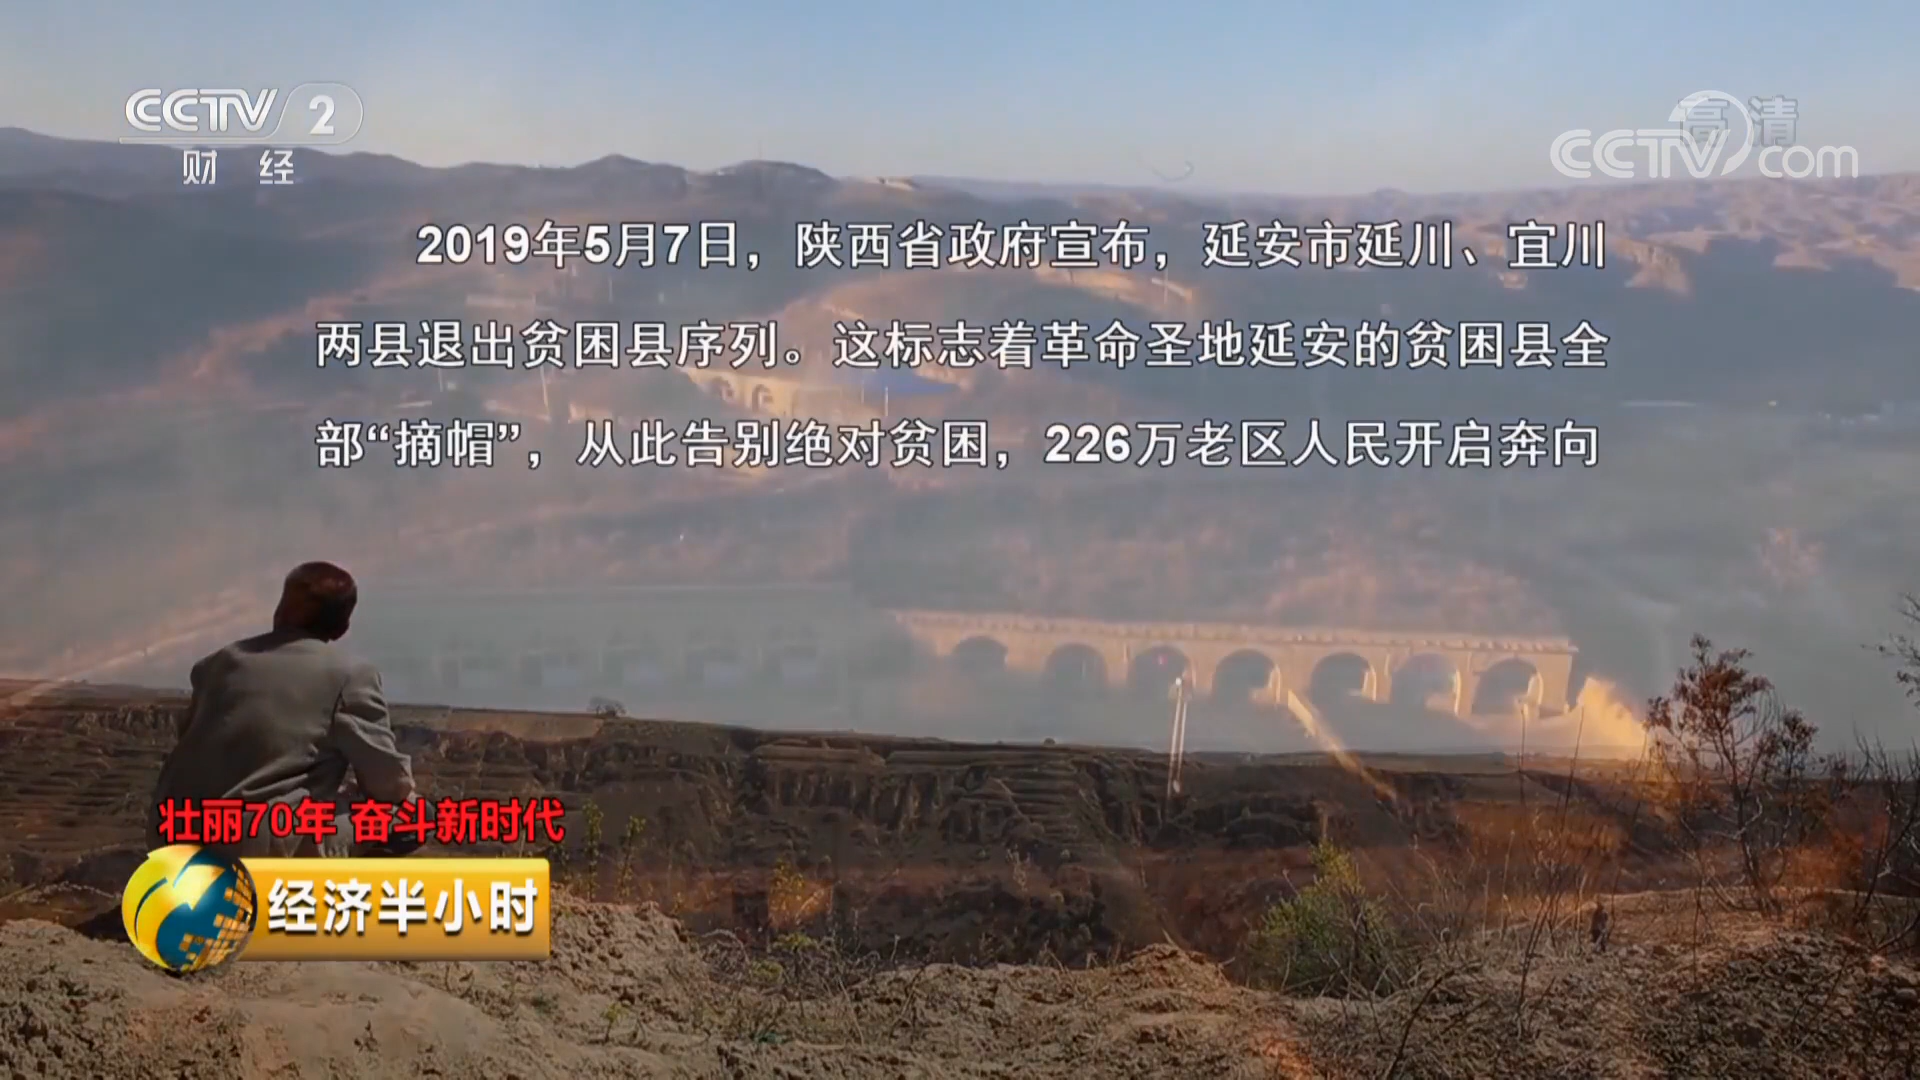 CCTV 2
财 经
高清
CCTV.com
2019年5月7日，陕西省政府宣布，延安市延川、宜川
两县退出贫困县序列。这标志着革命圣地延安的贫困县全
部“摘帽”，从此告别绝对贫困，226万老区人民开启奔向
壮丽70年 奋斗新时代
经济半小时